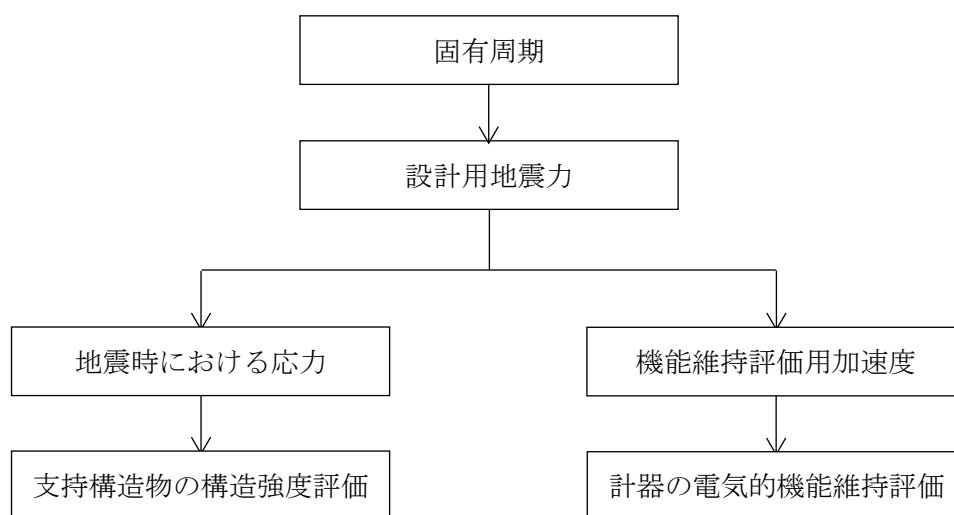 固有周期
設計用地震力
地震時における応力
機能維持評価用加速度
支持構造物の構造強度評価
計器の電気的機能維持評価